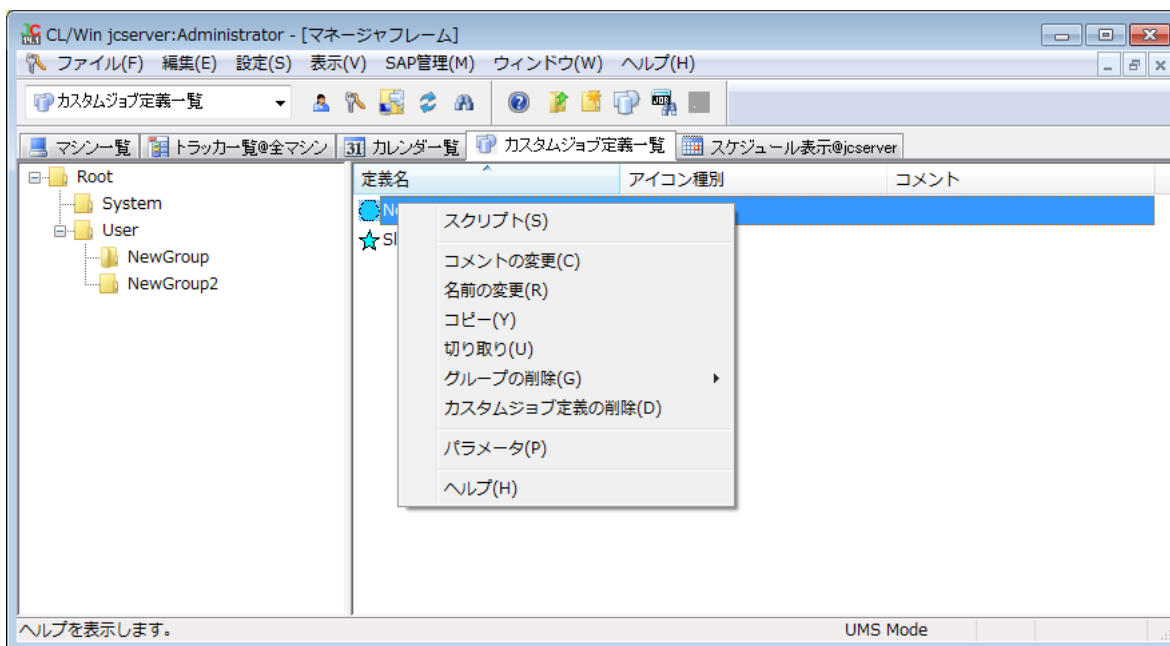 CL/Win jcserver:Administrator - [マネージャフレーム]
ファイル(F) 編集(E) 設定(S) 表示(V) SAP管理(M) ウィンドウ(W) ヘルプ(H)
カスタムジョブ定義一覧
マシン一覧 トラッカー一覧@全マシン 31 カレンダー一覧 カスタムジョブ定義一覧 スケジュール表示@jcserver
Root
System
User
NewGroup
NewGroup2
定義名 アイコン種別 コメント
スクリプト(S)
コメントの変更(C)
名前の変更(R)
コピー(Y)
切り取り(U)
グループの削除(G)
カスタムジョブ定義の削除(D)
パラメータ(P)
ヘルプ(H)
ヘルプを表示します。 UMS Mode